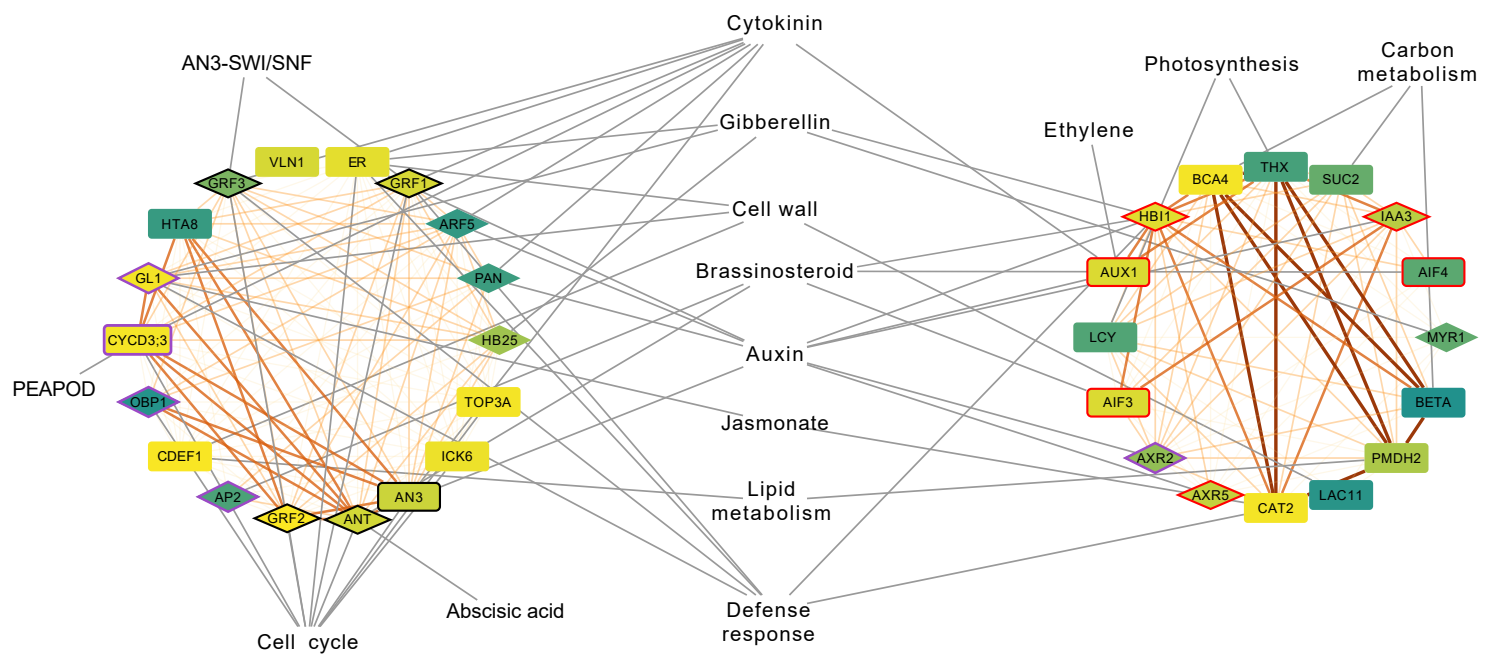 Cytokinin
AN3-SWI/SNF
Carbon
metabolism
Photosynthesis
Gibberellin
Ethylene
VLN1
ER
GRF3
GRF1
HTA8
ARF5
GL1
PAN
CYCD3;3
HB25
PEAPOD
OBP1
TOP3A
CDEF1
ICK6
AP2
AN3
GRF2
ANT
Cell wall
Brassinosteroid
Auxin
Jasmonate
Lipid
metabolism
Defense
response
Abscisic acid
Cell cycle
THX
BCA4
SUC2
HBI1
IAA3
AUX1
AIF4
LCY
MYR1
AIF3
BETA
AXR2
PMDH2
AXR5
LAC11
CAT2